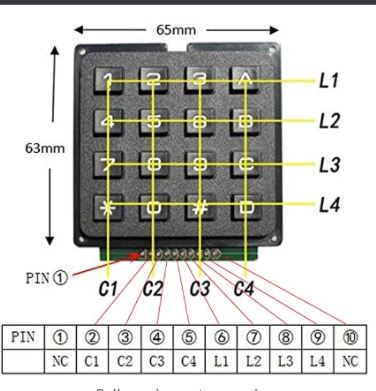 65mm
1 2 3 A L1
4 5 6 B L2
63mm
7 8 9 C L3
* 0 # D L4
PIN ① C1 C2 C3 C4
PIN ① ② ③ ④ ⑤ ⑥ ⑦ ⑧ ⑨ ⑩
NC C1 C2 C3 C4 L1 L2 L3 L4 NC